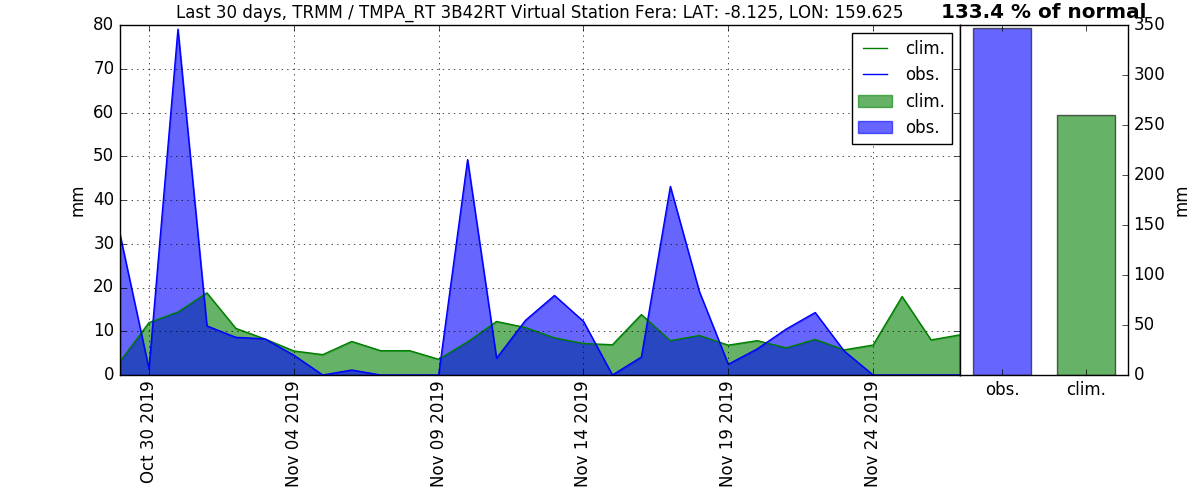 Last 30 days, TRMM / TMPA_RT 3B42RT Virtual Station Fera: LAT: -8.125, LON: 159.625
133.4 % of normal
80
70
60
50
40
30
20
10
0
mm
clim.
obs.
clim.
obs.
350
300
250
200
150
100
50
0
mm
Oct 30 2019
Nov 04 2019
Nov 09 2019
Nov 14 2019
Nov 19 2019
Nov 24 2019
obs.
clim.